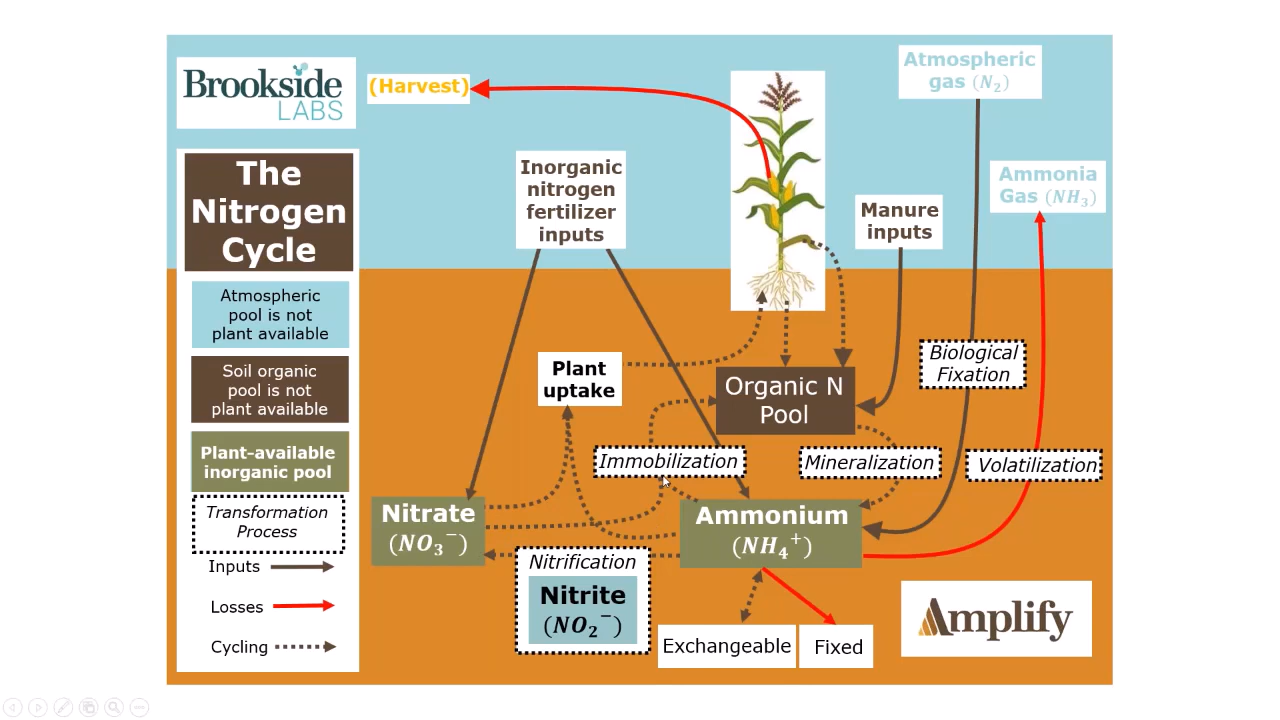 Brookside
LABS
The
Nitrogen
Cycle
Atmospheric
pool is not
plant available
Soil organic
pool is not
plant available
Plant-available
inorganic pool
Transformation
Process
Inputs
Losses
Cycling
(Harvest)
Inorganic
nitrogen
fertilizer
inputs
Manure
inputs
Atmospheric
gas (N₂)
Ammonia
Gas (NH₃)
Plant
uptake
Organic N
Pool
Biological
Fixation
Immobilization
Mineralization
Volatilization
Nitrate
(NO₃⁻)
Ammonium
(NH₄⁺)
Nitrification
Nitrite
(NO₂⁻)
Exchangeable
Fixed
Amplify